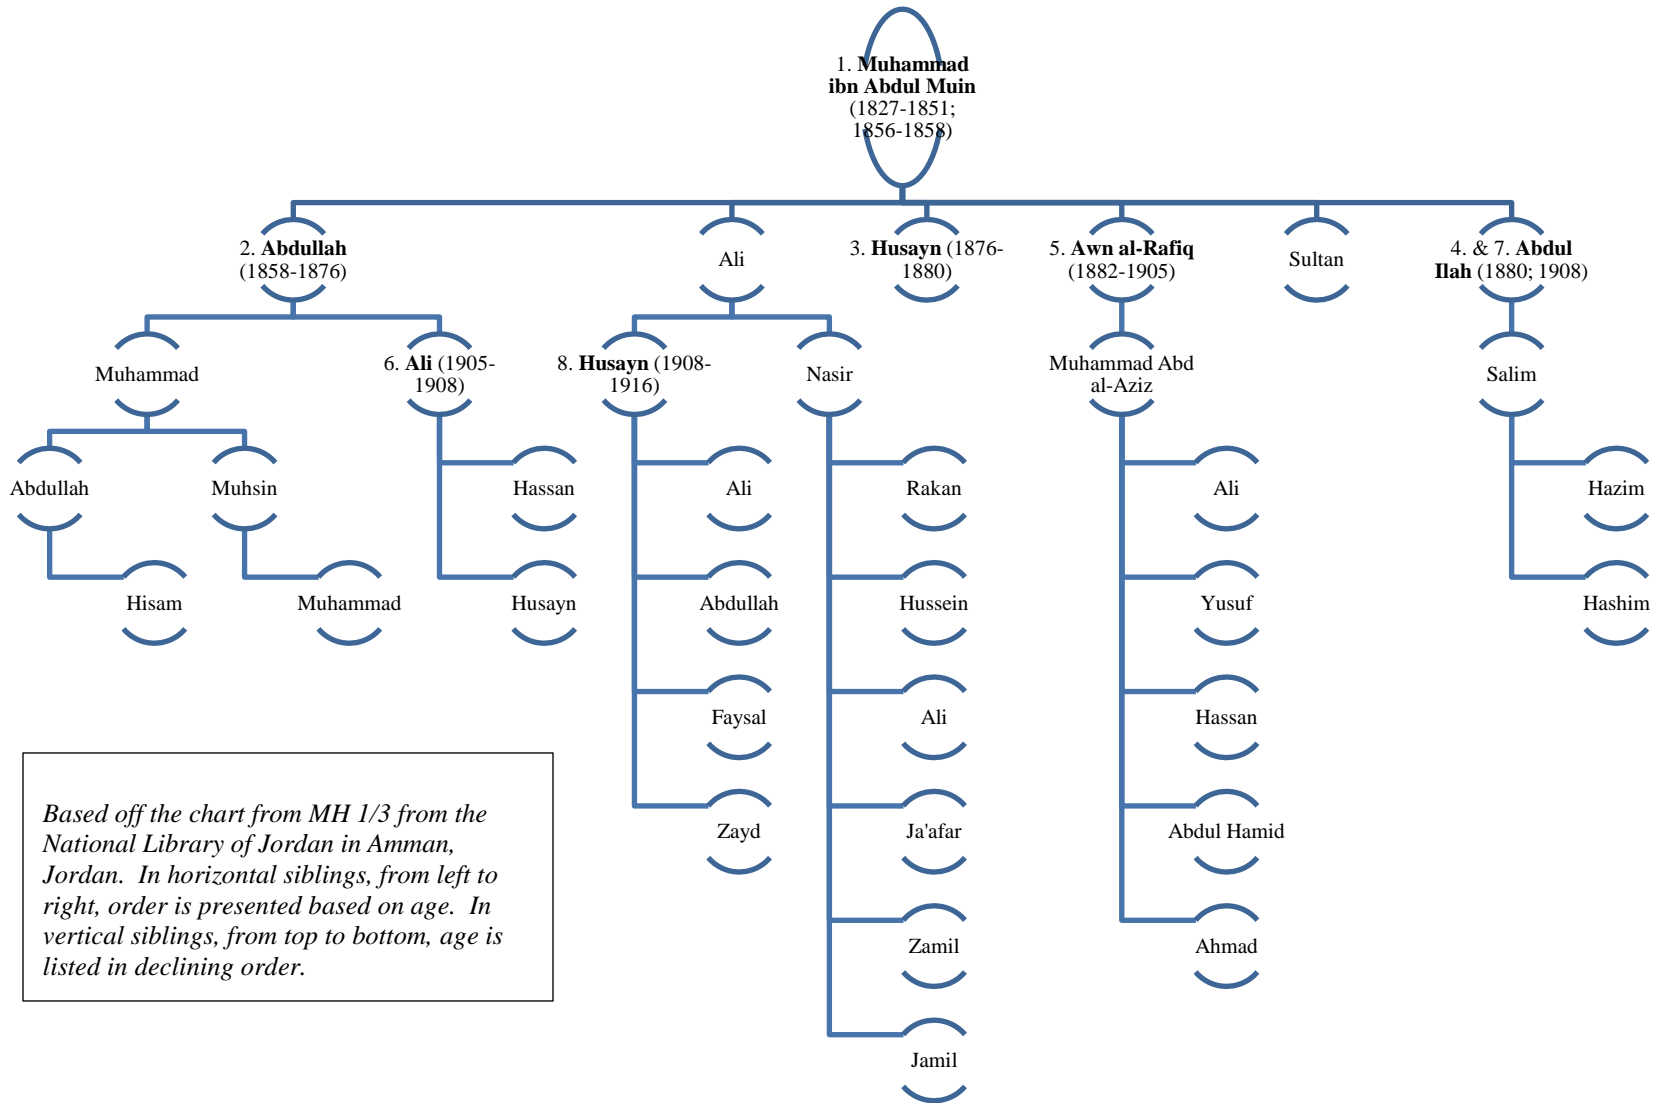 1. Muhammad
ibn Abdul Muin
(1827-1851;
1856-1858)
2. Abdullah
(1858-1876)
Ali
3. Husayn (1876-
1880)
5. Awn al-Rafiq
(1882-1905)
Sultan
4. & 7. Abdul
Ilah (1880; 1908)
Muhammad
6. Ali (1905-
1908)
8. Husayn (1908-
1916)
Nasir
Muhammad Abd
al-Aziz
Salim
Abdullah
Muhsin
Hassan
Ali
Rakan
Ali
Hazim
Hisam
Muhammad
Husayn
Abdullah
Hussein
Yusuf
Hashim
Faysal
Ali
Hassan
Zayd
Ja'afar
Abdul Hamid
Zamil
Ahmad
Jamil
Based off the chart from MH 1/3 from the
National Library of Jordan in Amman,
Jordan.  In horizontal siblings, from left to
right, order is presented based on age.  In
vertical siblings, from top to bottom, age is
listed in declining order.